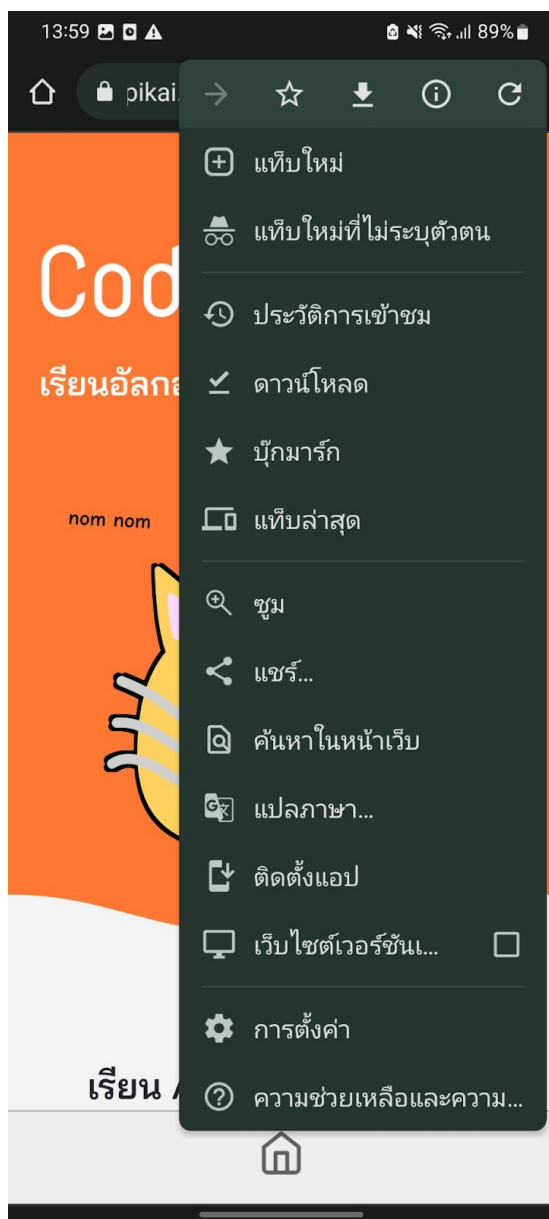 13:59
89%
pikai.
แท็บใหม่
แท็บใหม่ที่ไม่ระบุตัวตน
Cod
ประวัติการเข้าชม
เรียนอัลกอ
ดาวน์โหลด
บุ๊กมาร์ก
nom nom
แท็บล่าสุด
ซูม
แชร์...
ค้นหาในหน้าเว็บ
แปลภาษา...
ติดตั้งแอป
เว็บไซต์เวอร์ชันเ...
การตั้งค่า
เรียน
ความช่วยเหลือและความ...